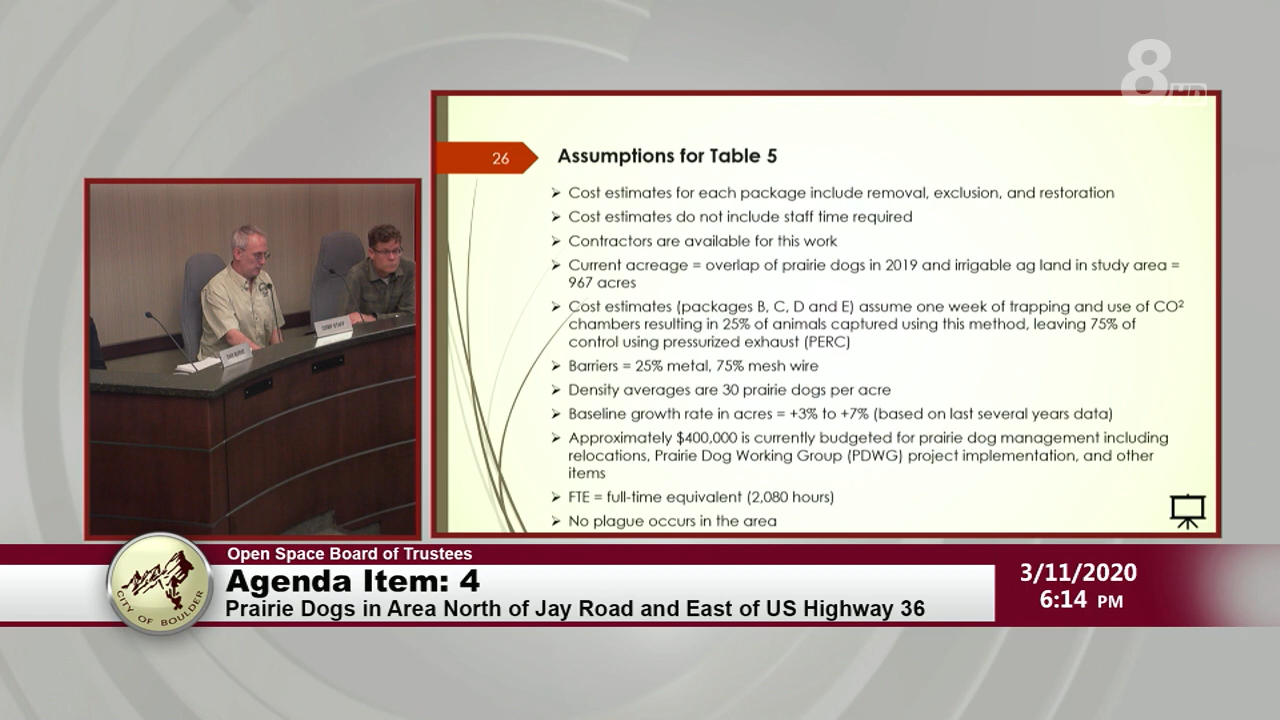 8HD
26
Assumptions for Table 5
➢ Cost estimates for each package include removal, exclusion, and restoration
➢ Cost estimates do not include staff time required
➢ Contractors are available for this work
➢ Current acreage = overlap of prairie dogs in 2019 and irrigable ag land in study area =
967 acres
➢ Cost estimates (packages B, C, D and E) assume one week of trapping and use of CO²
chambers resulting in 25% of animals captured using this method, leaving 75% of
control using pressurized exhaust (PERC)
➢ Barriers = 25% metal, 75% mesh wire
➢ Density averages are 30 prairie dogs per acre
➢ Baseline growth rate in acres = +3% to +7% (based on last several years data)
➢ Approximately $400,000 is currently budgeted for prairie dog management including
relocations, Prairie Dog Working Group (PDWG) project implementation, and other
items
➢ FTE = full-time equivalent (2,080 hours)
➢ No plague occurs in the area
Open Space Board of Trustees
Agenda Item: 4
Prairie Dogs in Area North of Jay Road and East of US Highway 36
3/11/2020
6:14 PM
CITY OF BOULDER